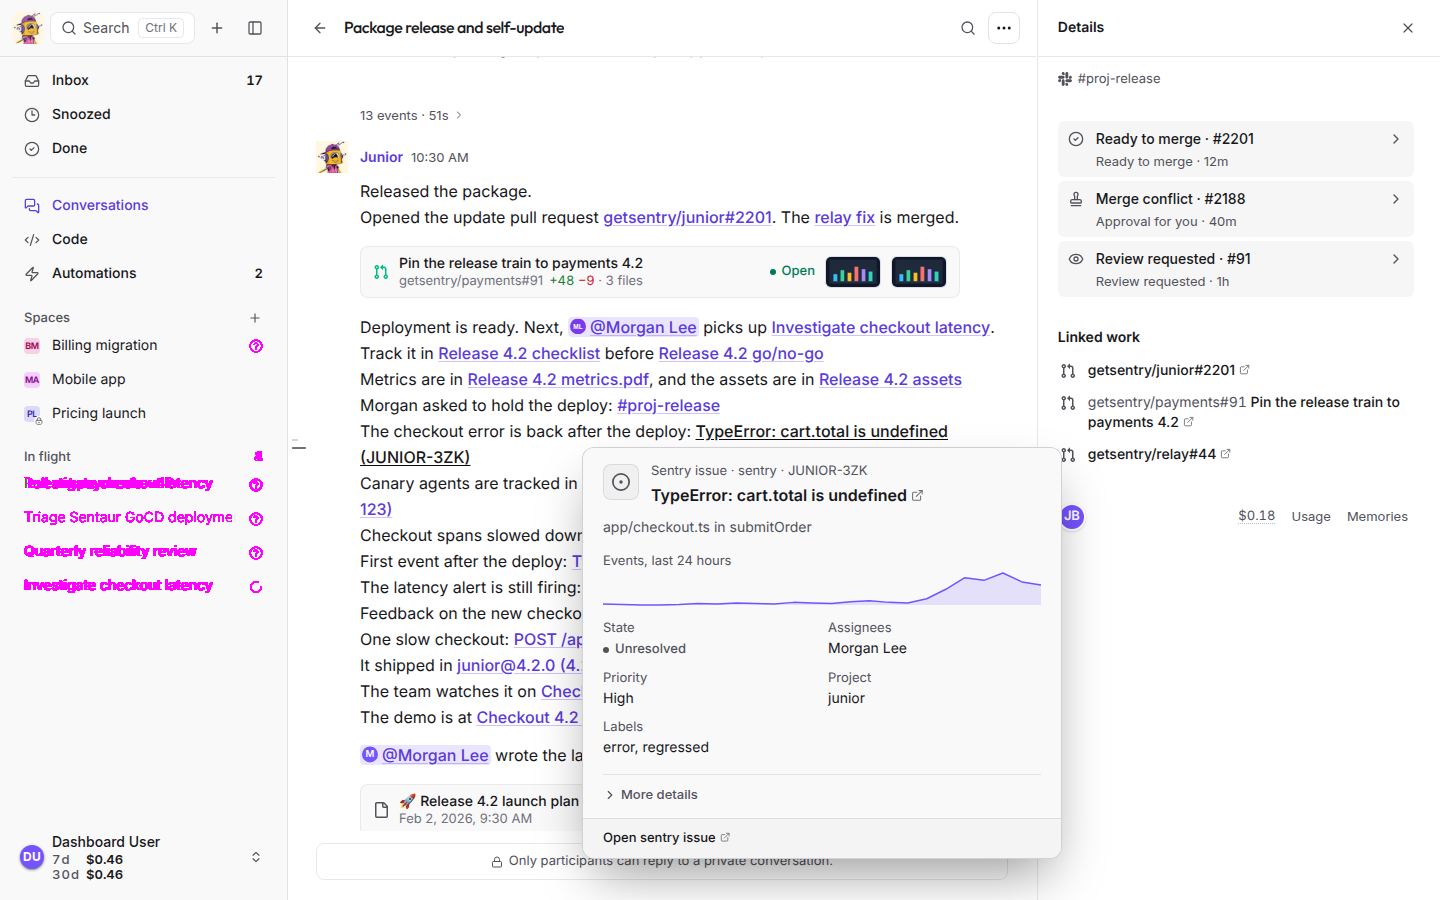 Search Ctrl K
Inbox 17
Snoozed
Done
Conversations
Code
Automations 2
Spaces
BM Billing migration
MA Mobile app
PL Pricing launch
In flight
Triage Sentaur GoCD deployme
Quarterly reliability review
Investigate checkout latency
DU Dashboard User
7d $0.46
30d $0.46
Package release and self-update
13 events · 51s
Junior 10:30 AM
Released the package.
Opened the update pull request getsentry/junior#2201. The relay fix is merged.
Pin the release train to payments 4.2
getsentry/payments#91 +48 −9 · 3 files
Open
Deployment is ready. Next, ML @Morgan Lee picks up Investigate checkout latency.
Track it in Release 4.2 checklist before Release 4.2 go/no-go
Metrics are in Release 4.2 metrics.pdf, and the assets are in Release 4.2 assets
Morgan asked to hold the deploy: #proj-release
The checkout error is back after the deploy: TypeError: cart.total is undefined
(JUNIOR-3ZK)
Canary agents are tracked in
123)
Checkout spans slowed down
First event after the deploy: T
The latency alert is still firing:
Feedback on the new checko
One slow checkout: POST /ap
It shipped in junior@4.2.0 (4.
The team watches it on Chec
The demo is at Checkout 4.2
M @Morgan Lee wrote the la
🚀 Release 4.2 launch plan
Feb 2, 2026, 9:30 AM
Only participants can reply to a private conversation.
Sentry issue · sentry · JUNIOR-3ZK
TypeError: cart.total is undefined
app/checkout.ts in submitOrder
Events, last 24 hours
State
Unresolved
Assignees
Morgan Lee
Priority
High
Project
junior
Labels
error, regressed
More details
Open sentry issue
Details
#proj-release
Ready to merge · #2201
Ready to merge · 12m
Merge conflict · #2188
Approval for you · 40m
Review requested · #91
Review requested · 1h
Linked work
getsentry/junior#2201
getsentry/payments#91 Pin the release train to
payments 4.2
getsentry/relay#44
JB $0.18 Usage Memories